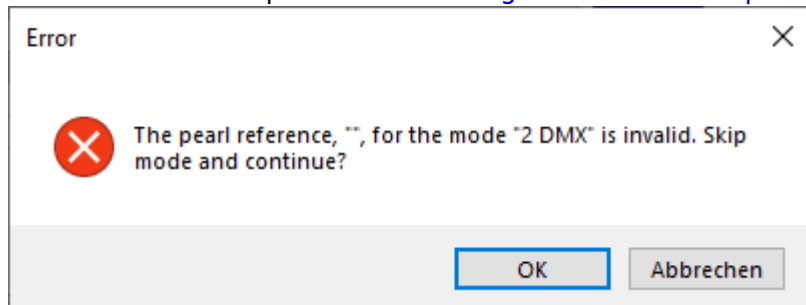 Error
The pearl reference, "", for the mode "2 DMX" is invalid. Skip
mode and continue?
OK
Abbrechen